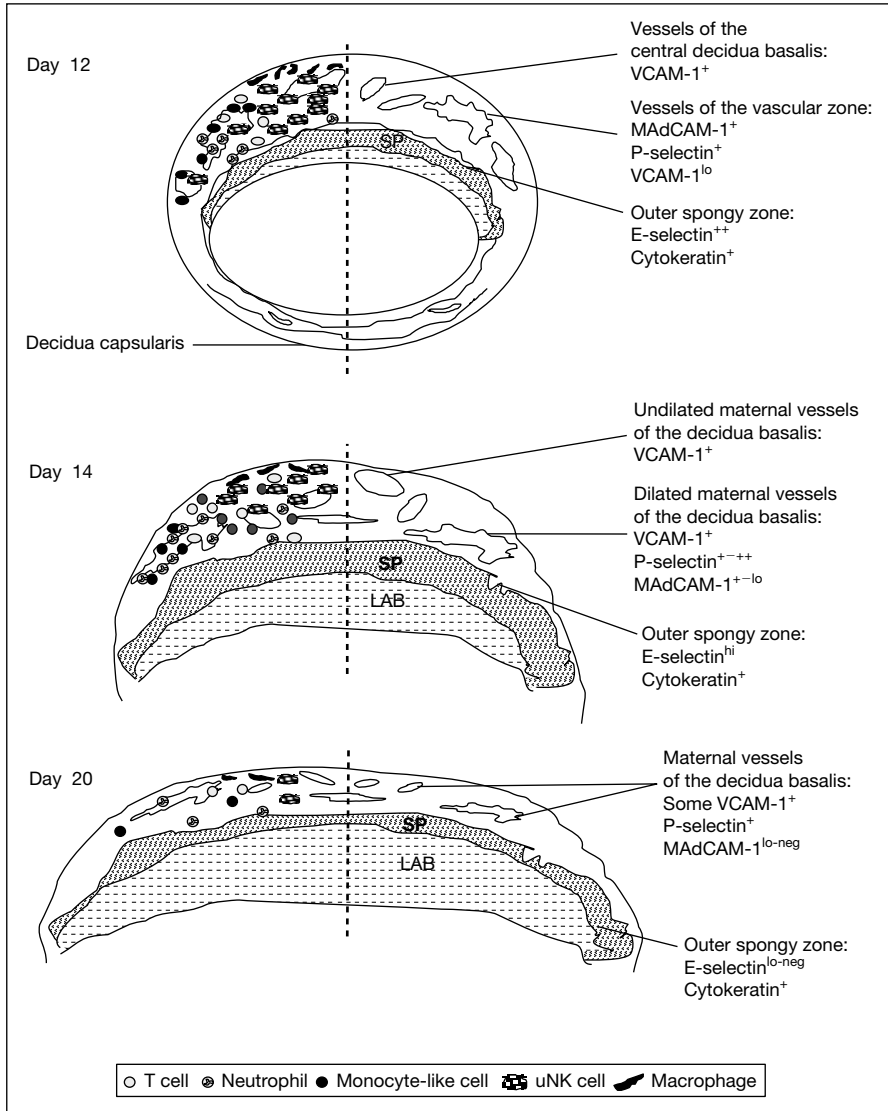 Day 12
Vessels of the
central decidua basalis:
VCAM-1⁺
Vessels of the vascular zone:
MAdCAM-1⁺
P-selectin⁺
VCAM-1ˡᵒ
SP
Outer spongy zone:
E-selectin⁺⁺
Cytokeratin⁺
Decidua capsularis
Day 14
Undilated maternal vessels
of the decidua basalis:
VCAM-1⁺
Dilated maternal vessels
of the decidua basalis:
VCAM-1⁺
P-selectin⁺⁻⁺⁺
MAdCAM-1⁺⁻ˡᵒ
SP
LAB
Outer spongy zone:
E-selectinʰⁱ
Cytokeratin⁺
Day 20
Maternal vessels
of the decidua basalis:
Some VCAM-1⁺
P-selectin⁺
MAdCAM-1ˡᵒ⁻ⁿᵉᵍ
SP
LAB
Outer spongy zone:
E-selectinˡᵒ⁻ⁿᵉᵍ
Cytokeratin⁺
T cell Neutrophil Monocyte-like cell uNK cell Macrophage